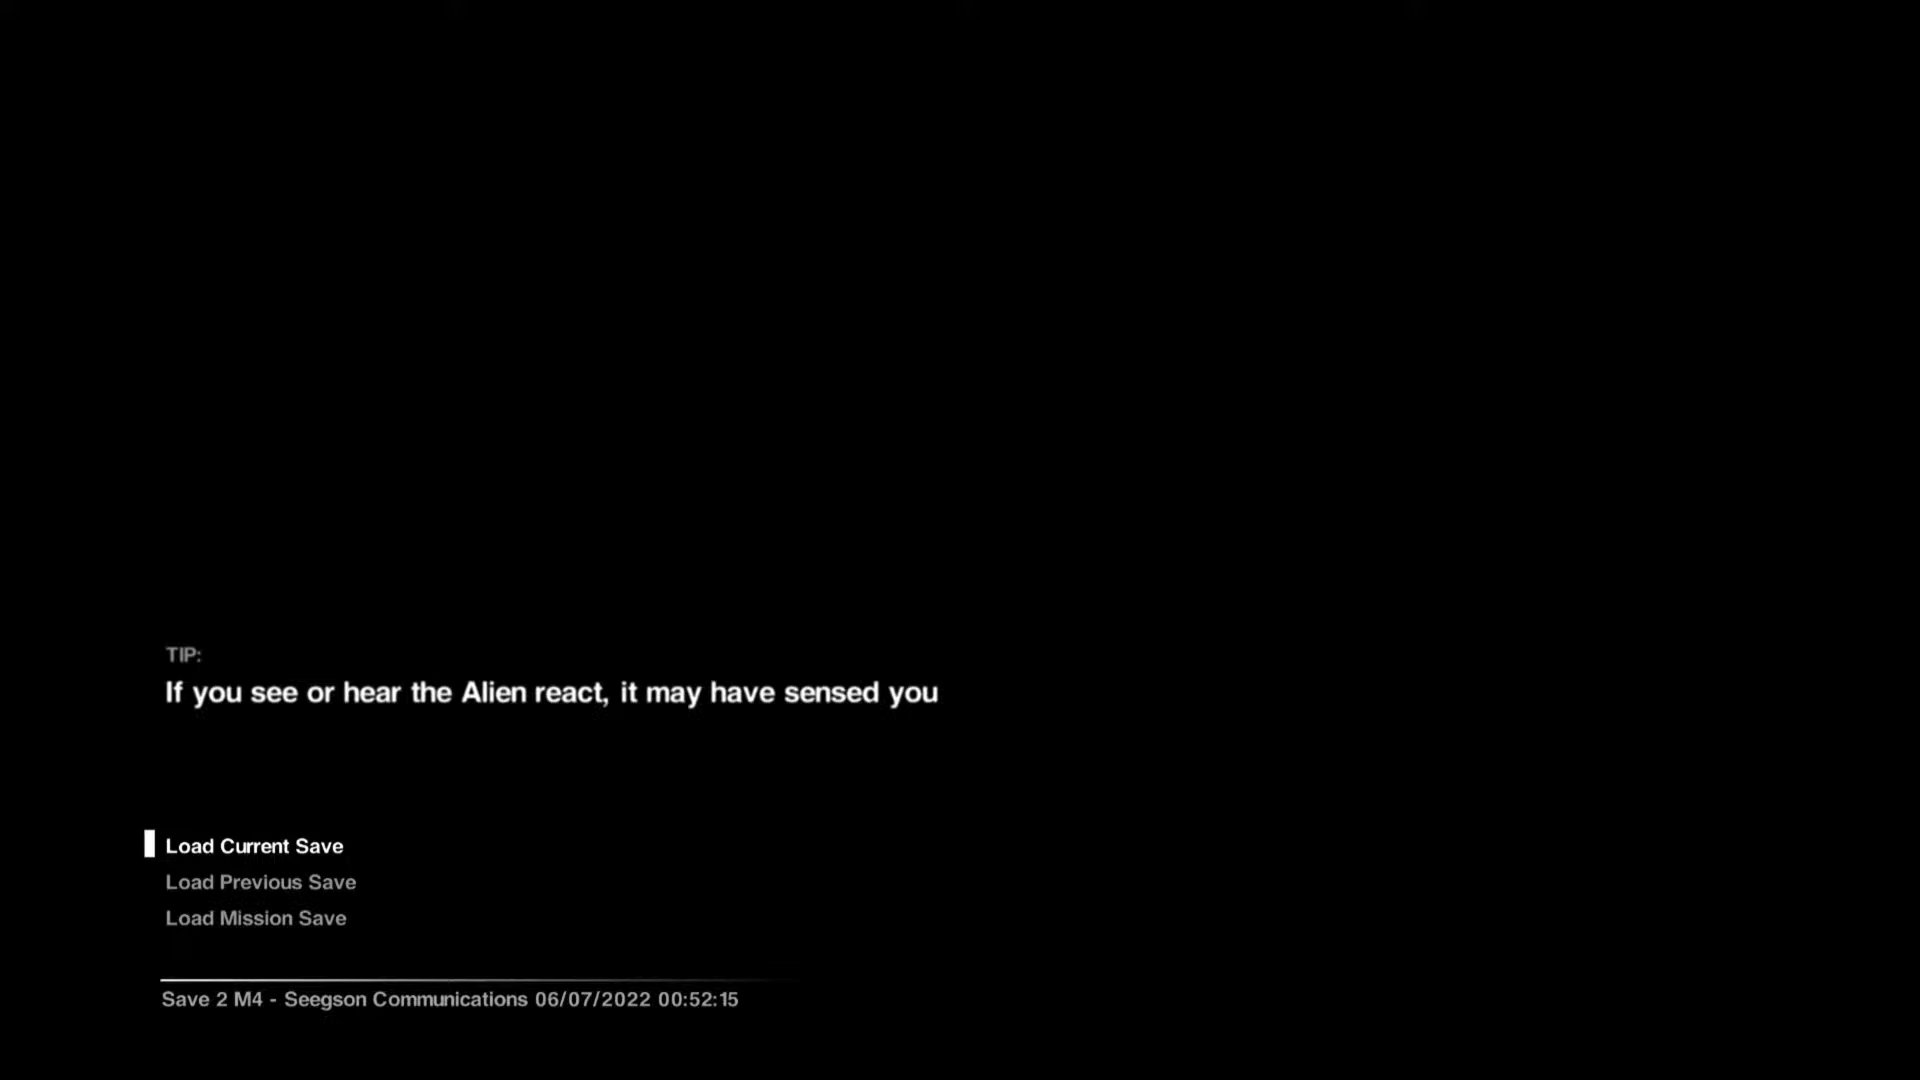 TIP:
If you see or hear the Alien react, it may have sensed you
Load Current Save
Load Previous Save
Load Mission Save
Save 2 M4 - Seegson Communications 06/07/2022 00:52:15